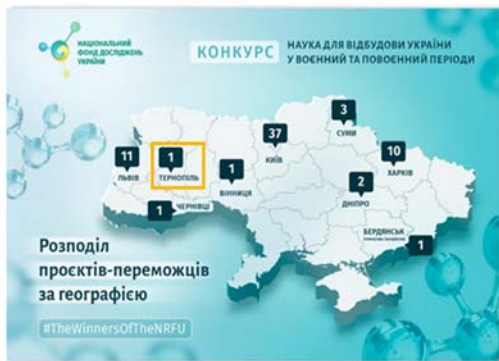 НАЦІОНАЛЬНИЙ
ФОНД ДОСЛІДЖЕНЬ
УКРАЇНИ
КОНКУРС
НАУКА ДЛЯ ВІДБУДОВИ УКРАЇНИ
У ВОЄННИЙ ТА ПОВОЄННИЙ ПЕРІОДИ
3
СУМИ
37
КИЇВ
11
ЛЬВІВ
1
ТЕРНОПІЛЬ
1
ВІННИЦЯ
10
ХАРКІВ
2
ДНІПРО
1
ЧЕРНІВЦІ
БЕРДЯНСЬК
1
Розподіл
проєктів-переможців
за географією
#TheWinnersOfTheNRFU